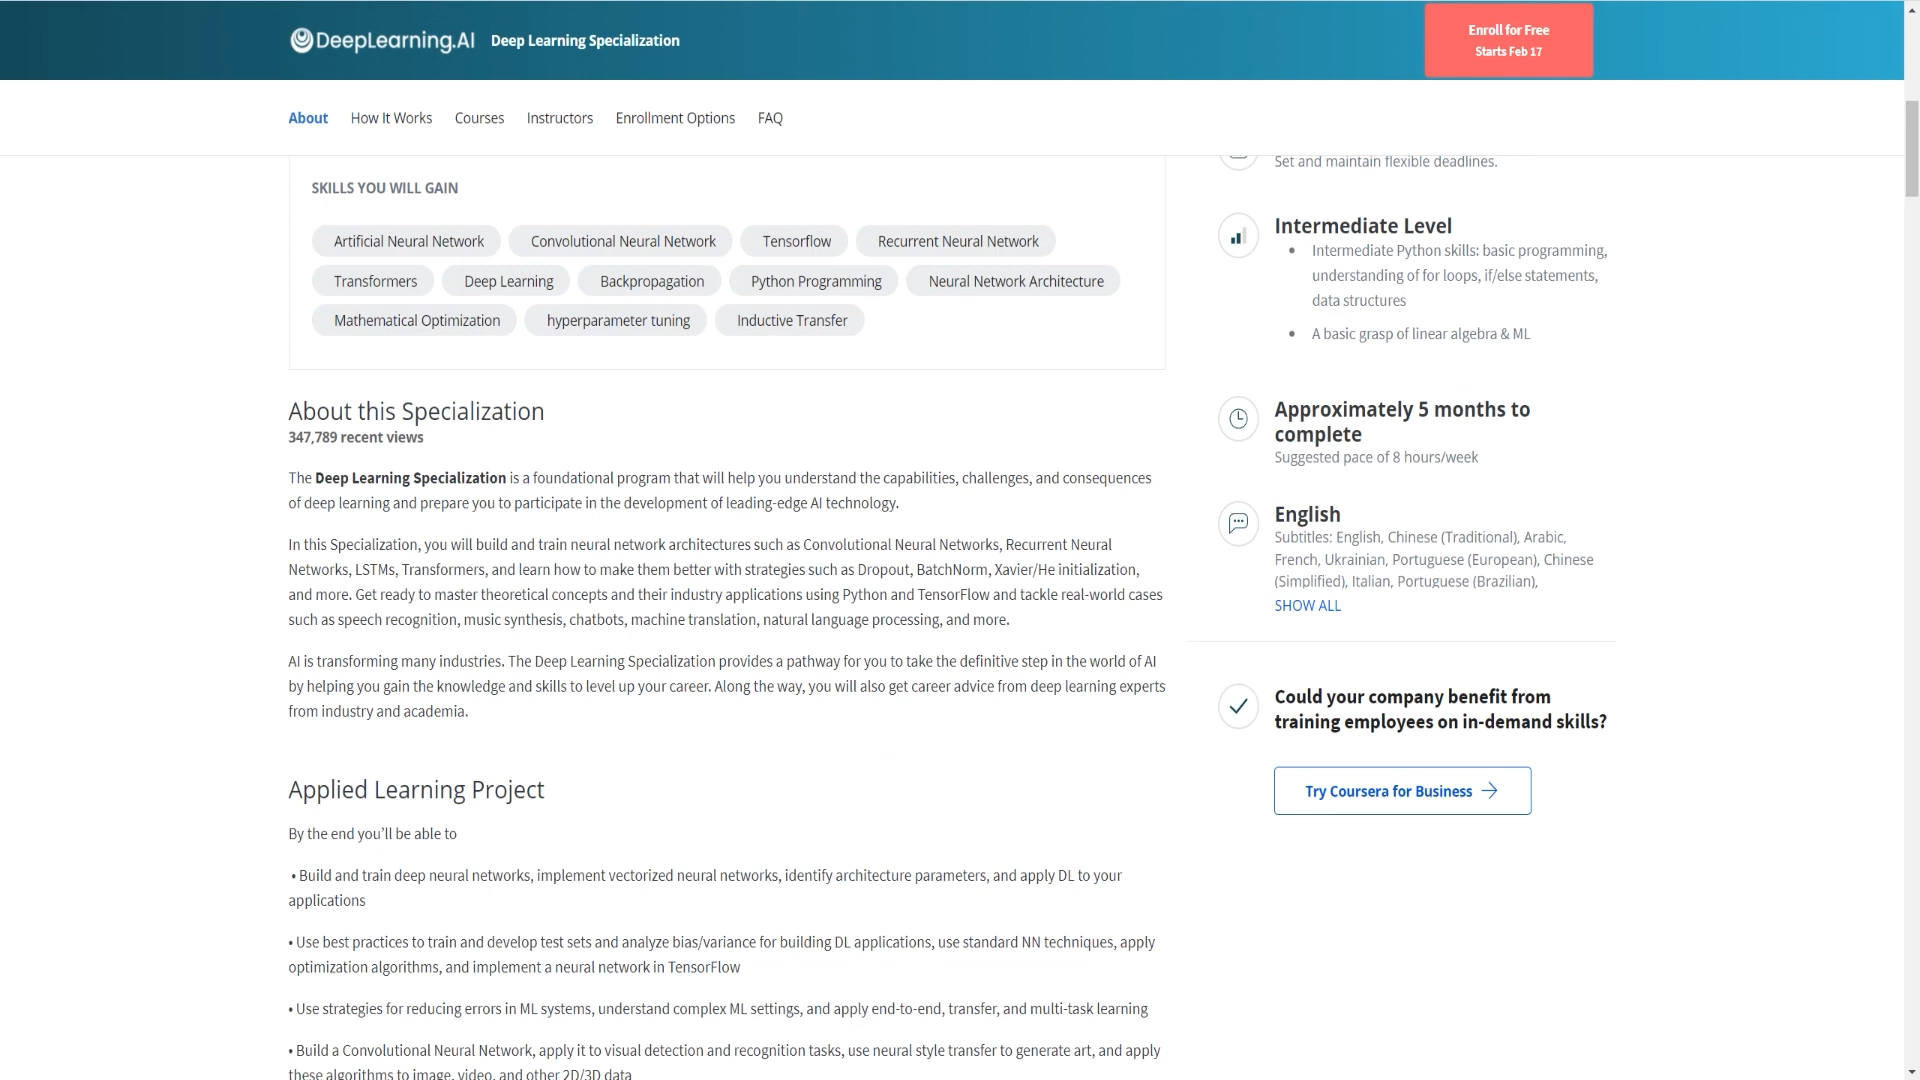 DeepLearning.AI Deep Learning Specialization
Enroll for Free
Starts Feb 17
About How It Works Courses Instructors Enrollment Options FAQ
SKILLS YOU WILL GAIN
Artificial Neural Network Convolutional Neural Network Tensorflow Recurrent Neural Network
Transformers Deep Learning Backpropagation Python Programming Neural Network Architecture
Mathematical Optimization hyperparameter tuning Inductive Transfer
About this Specialization
347,789 recent views
The Deep Learning Specialization is a foundational program that will help you understand the capabilities, challenges, and consequences
of deep learning and prepare you to participate in the development of leading-edge AI technology.
In this Specialization, you will build and train neural network architectures such as Convolutional Neural Networks, Recurrent Neural
Networks, LSTMs, Transformers, and learn how to make them better with strategies such as Dropout, BatchNorm, Xavier/He initialization,
and more. Get ready to master theoretical concepts and their industry applications using Python and TensorFlow and tackle real-world cases
such as speech recognition, music synthesis, chatbots, machine translation, natural language processing, and more.
AI is transforming many industries. The Deep Learning Specialization provides a pathway for you to take the definitive step in the world of AI
by helping you gain the knowledge and skills to level up your career. Along the way, you will also get career advice from deep learning experts
from industry and academia.
Applied Learning Project
By the end you’ll be able to
• Build and train deep neural networks, implement vectorized neural networks, identify architecture parameters, and apply DL to your
applications
• Use best practices to train and develop test sets and analyze bias/variance for building DL applications, use standard NN techniques, apply
optimization algorithms, and implement a neural network in TensorFlow
• Use strategies for reducing errors in ML systems, understand complex ML settings, and apply end-to-end, transfer, and multi-task learning
• Build a Convolutional Neural Network, apply it to visual detection and recognition tasks, use neural style transfer to generate art, and apply
these algorithms to image, video, and other 2D/3D data
Set and maintain flexible deadlines.
Intermediate Level
• Intermediate Python skills: basic programming,
understanding of for loops, if/else statements,
data structures
• A basic grasp of linear algebra & ML
Approximately 5 months to
complete
Suggested pace of 8 hours/week
English
Subtitles: English, Chinese (Traditional), Arabic,
French, Ukrainian, Portuguese (European), Chinese
(Simplified), Italian, Portuguese (Brazilian),
SHOW ALL
Could your company benefit from
training employees on in-demand skills?
Try Coursera for Business